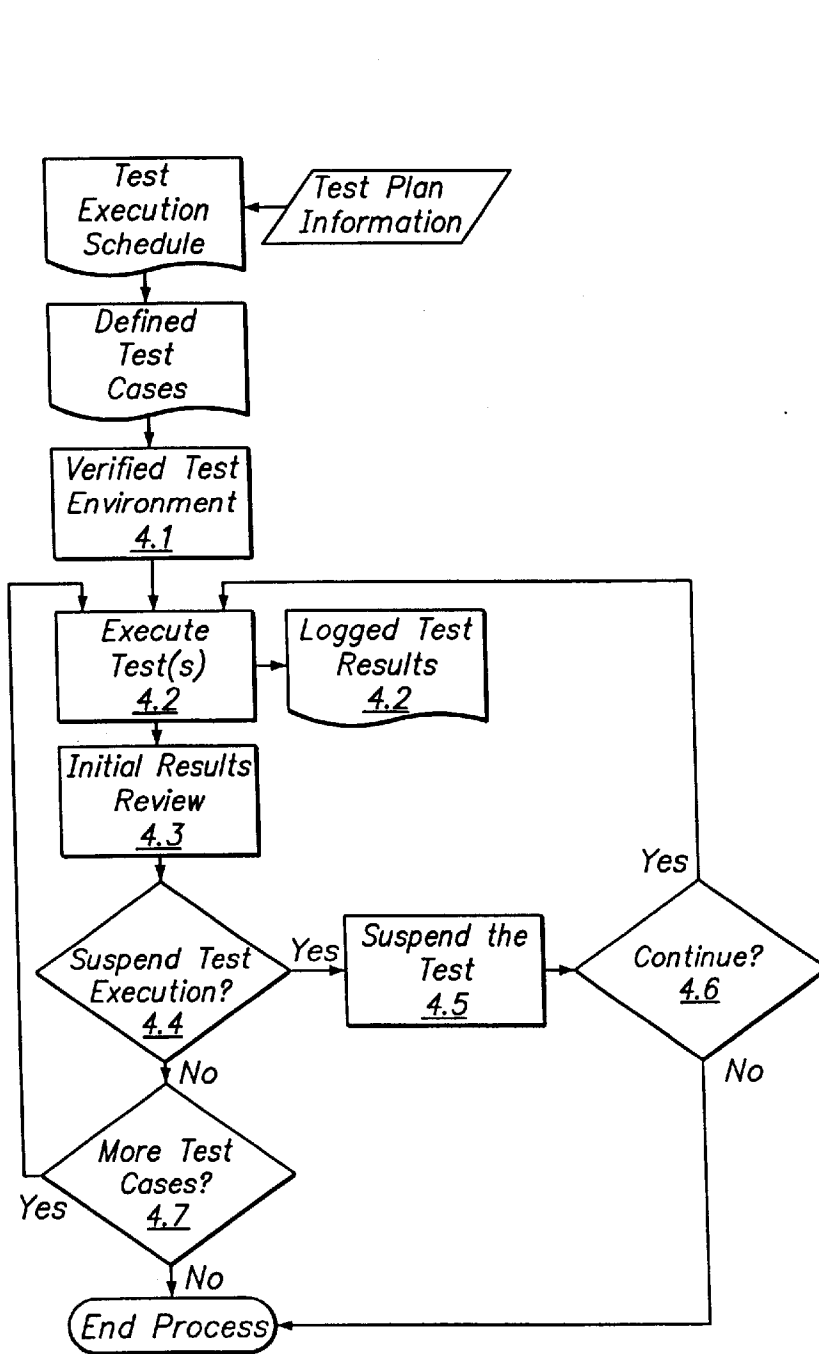 Test
Execution
Schedule
Test Plan
Information
Defined
Test
Cases
Verified Test
Environment
4.1
Execute
Test(s)
4.2
Logged Test
Results
4.2
Initial Results
Review
4.3
Suspend Test
Execution?
4.4
Yes
Suspend the
Test
4.5
Yes
Continue?
4.6
No
No
More Test
Cases?
4.7
Yes
No
End Process